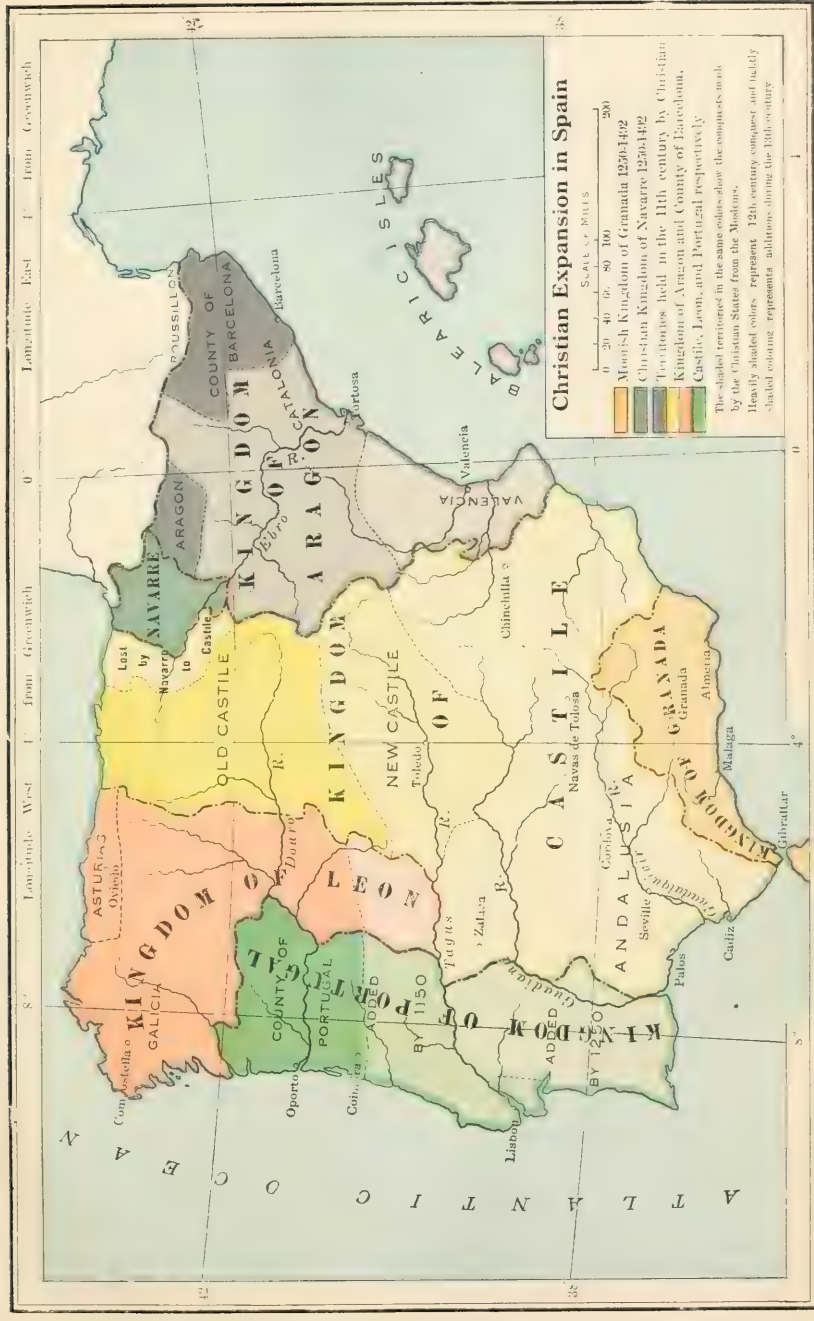 Longitude West
from Greenwich
0°
Longitude East
from Greenwich
42
38
8°
4°
0
ATLANTIC OCEAN
KINGDOM OF LEON
GALICIA
ASTURIAS
Oviedo
Oporto
COUNTY OF
PORTUGAL
KINGDOM OF PORTUGAL
ADDED
BY 1150
ADDED
BY 1250
Lisbon
Douro
R.
Tagus
R.
Zalaca
R.
Guadiana
Lost
by
Navarre
to
Castile
NAVARRE
OLD CASTILE
KINGDOM
OF
CASTILE
NEW CASTILE
Toledo
Chinchilla
Navas de Tolosa
ANDALUSIA
Cordova
Seville
Guadalquivir
R.
Palos
Cadiz
Gibraltar
Malaga
KINGDOM OF GRANADA
Granada
Almeria
KINGDOM
OF
ARAGON
ARAGON
Ebro
R.
CATALONIA
COUNTY OF
BARCELONA
ROUSSILLON
Barcelona
Tortosa
Valencia
VALENCIA
BALEARIC ISLES
Christian Expansion in Spain
SCALE OF MILES
0 20 40 60 80 100 200
Moorish Kingdom of Granada 1250-1492
Christian Kingdom of Navarre 1250-1492
Territories held in the 11th century by Christian
Kingdom of Aragon and County of Barcelona,
Castile, Leon, and Portugal respectively
The shaded territories in the same colors show the conquests made
by the Christian States from the Moslems.
Heavily shaded colors represent 12th century conquest and lightly
shaded coloring represents additions during the 13th century